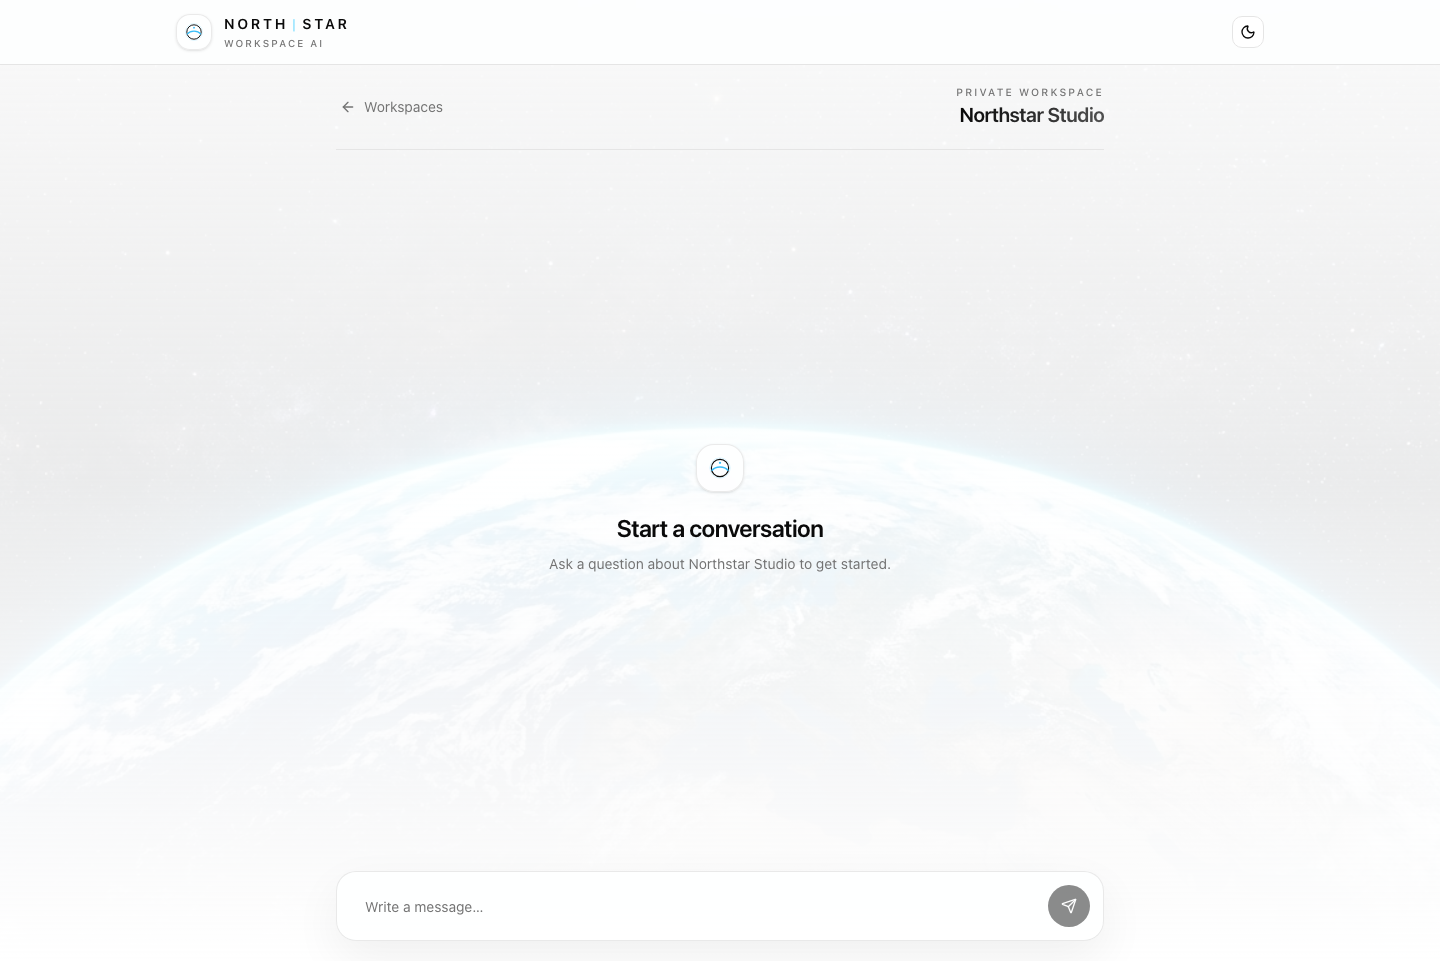 NORTH | STAR
WORKSPACE AI
Workspaces
PRIVATE WORKSPACE
Northstar Studio
Start a conversation
Ask a question about Northstar Studio to get started.
Write a message...